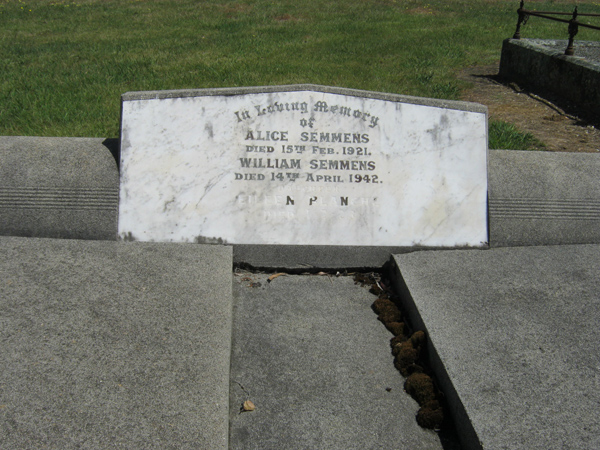 In Loving Memory
of
ALICE SEMMENS
DIED 15TH FEB. 1921.
WILLIAM SEMMENS
DIED 14TH APRIL 1942.